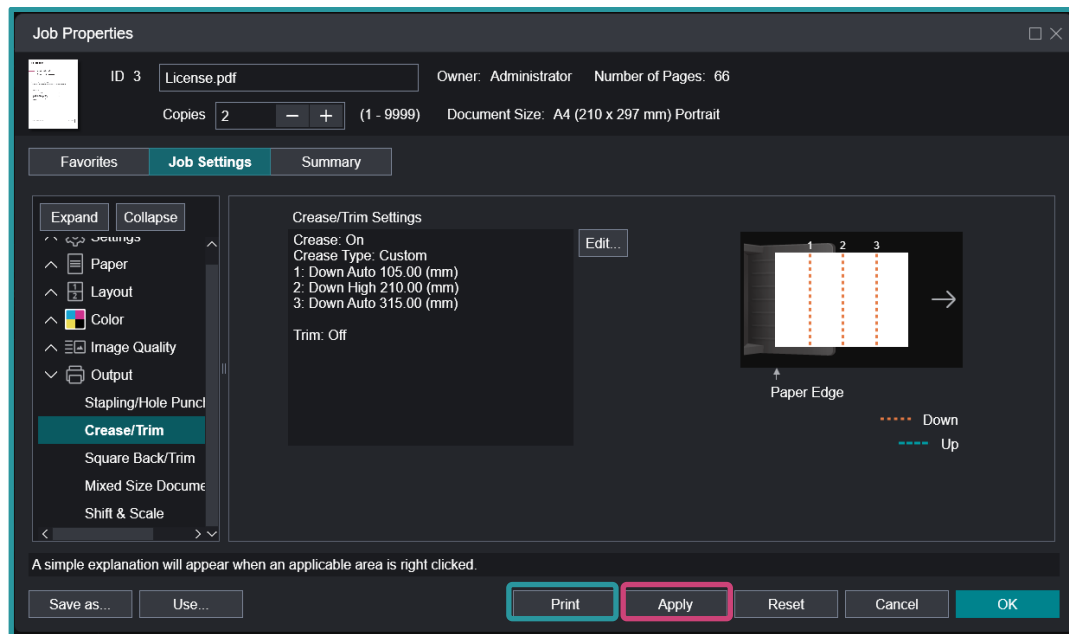 Job Properties
ID 3 License.pdf Owner: Administrator Number of Pages: 66
Copies 2 − + (1 - 9999) Document Size: A4 (210 x 297 mm) Portrait
Favorites Job Settings Summary
Expand Collapse
Settings
Paper
Layout
Color
Image Quality
Output
Stapling/Hole Punch
Crease/Trim
Square Back/Trim
Mixed Size Docume
Shift & Scale
Crease/Trim Settings
Crease: On
Crease Type: Custom
1: Down Auto 105.00 (mm)
2: Down High 210.00 (mm)
3: Down Auto 315.00 (mm)
Trim: Off
Edit...
1 2 3
Paper Edge
Down
Up
A simple explanation will appear when an applicable area is right clicked.
Save as... Use... Print Apply Reset Cancel OK